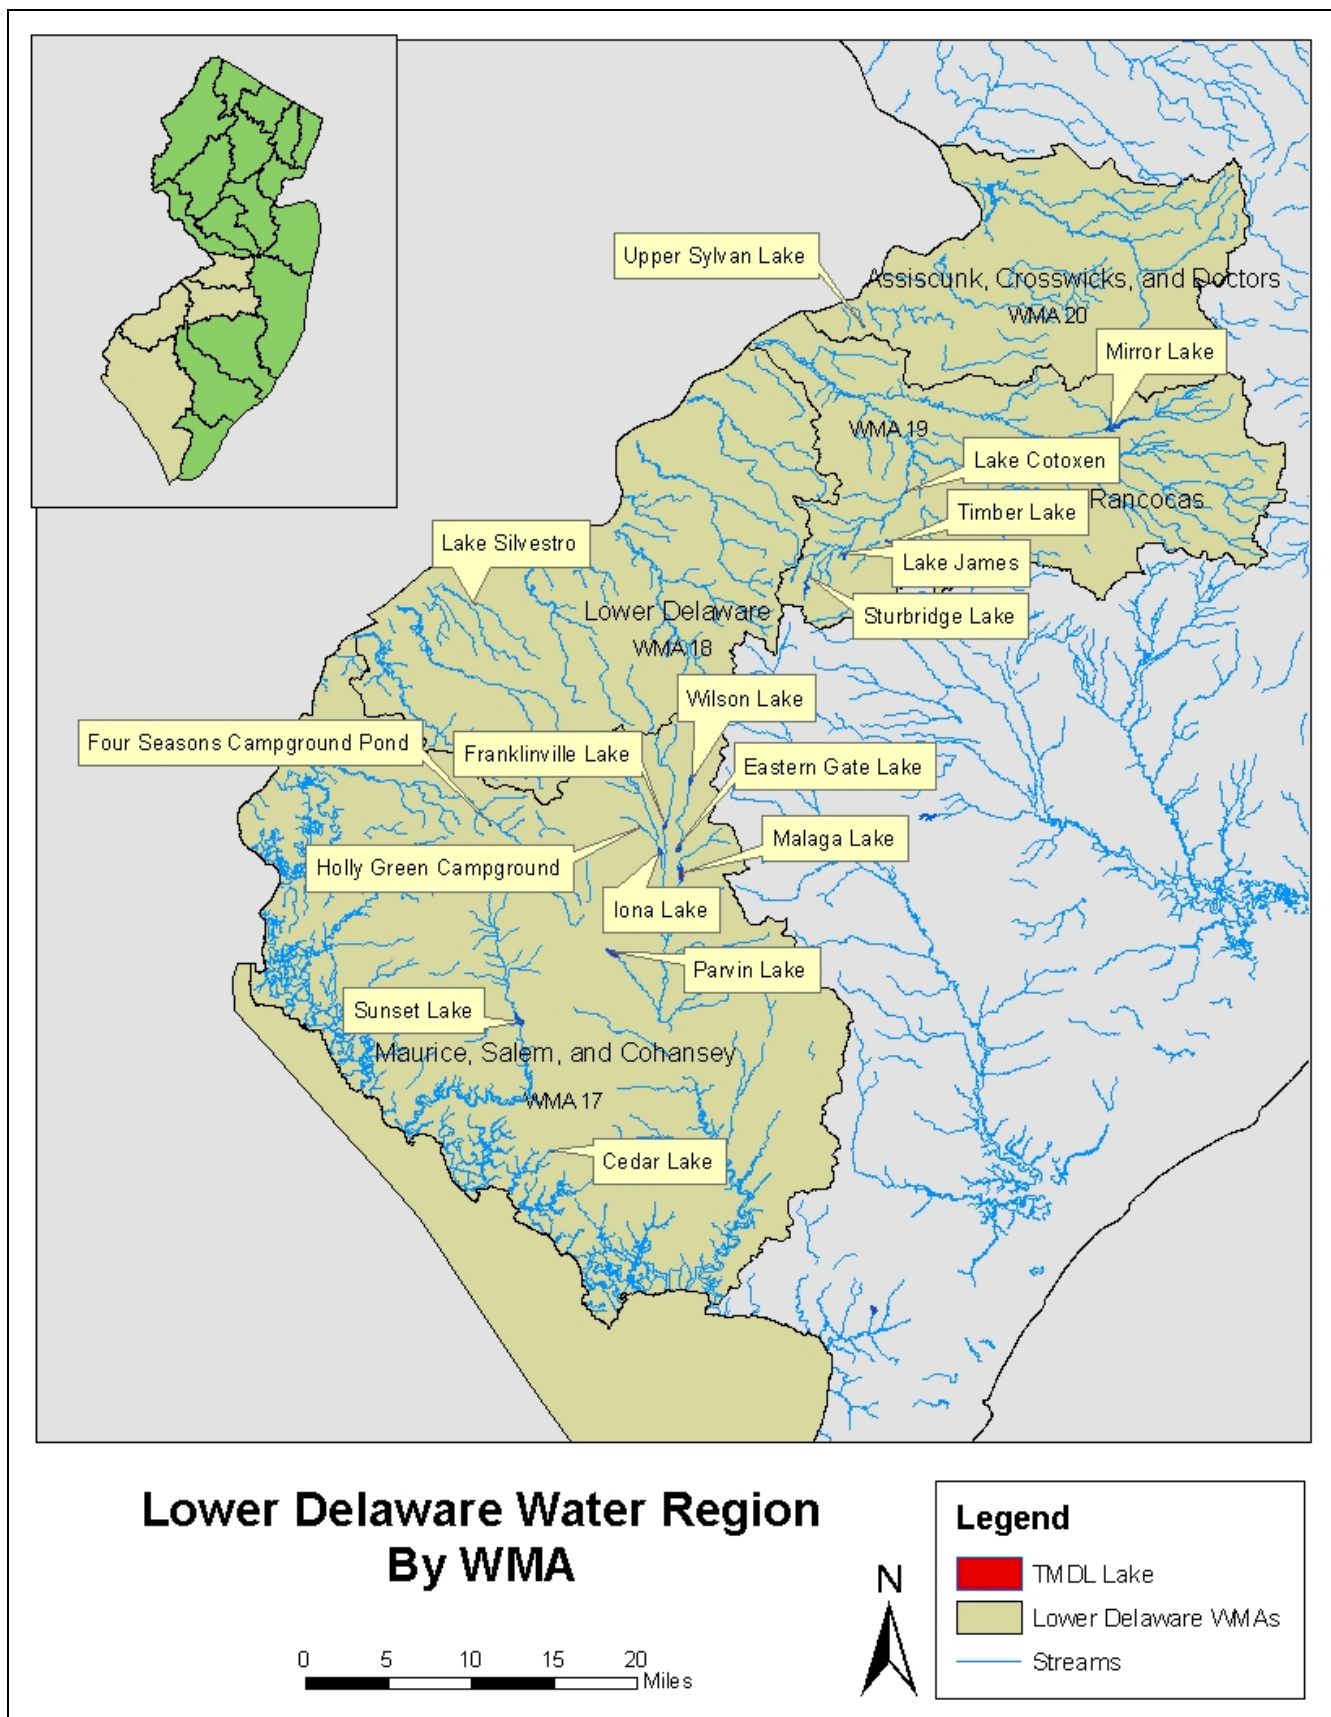 Upper Sylvan Lake
Assiscunk, Crosswicks, and Doctors
WMA 20
Mirror Lake
WMA 19
Lake Cotoxen
Rancocas
Timber Lake
Lake Silvestro
Lake James
Lower Delaware
Sturbridge Lake
WMA 18
Wilson Lake
Four Seasons Campground Pond
Franklinville Lake
Eastern Gate Lake
Malaga Lake
Holly Green Campground
Iona Lake
Parvin Lake
Sunset Lake
Maurice, Salem, and Cohansey
WMA 17
Cedar Lake
Lower Delaware Water Region
By WMA
0 5 10 15 20
Miles
N
Legend
TMDL Lake
Lower Delaware WMAs
Streams